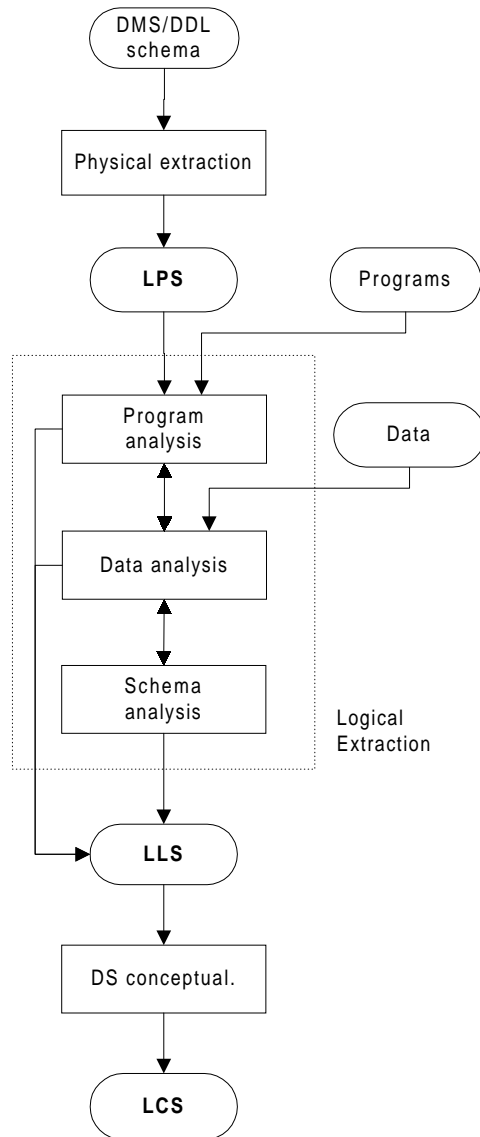 DMS/DDL
schema
Physical extraction
LPS
Programs
Program
analysis
Data
Data analysis
Schema
analysis
Logical
Extraction
LLS
DS conceptual.
LCS